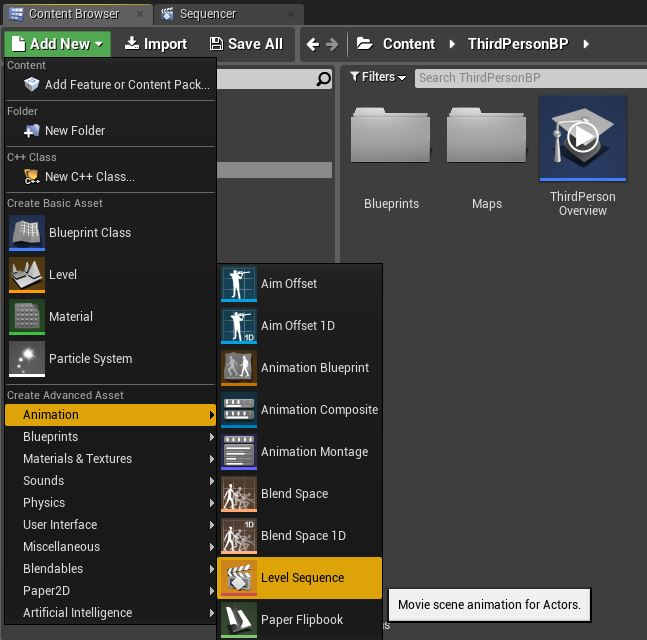 Content Browser
Sequencer
Add New
Import
Save All
Content
ThirdPersonBP
Content
Add Feature or Content Pack...
Folder
New Folder
C++ Class
New C++ Class...
Create Basic Asset
Blueprint Class
Level
Material
Particle System
Create Advanced Asset
Animation
Blueprints
Materials & Textures
Sounds
Physics
User Interface
Miscellaneous
Blendables
Paper2D
Artificial Intelligence
Filters
Search ThirdPersonBP
Blueprints
Maps
ThirdPerson
Overview
Aim Offset
1D
Aim Offset 1D
Animation Blueprint
Animation Composite
Animation Montage
Blend Space
1D
Blend Space 1D
Level Sequence
Paper Flipbook
Movie scene animation for Actors.